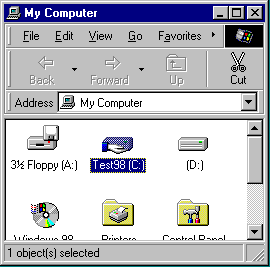 My Computer
File Edit View Go Favorites
Back Forward Up Cut
Address My Computer
3½ Floppy (A:) Test98 (C:) (D:)
Windows 98 Printers Control Panel
1 object(s) selected